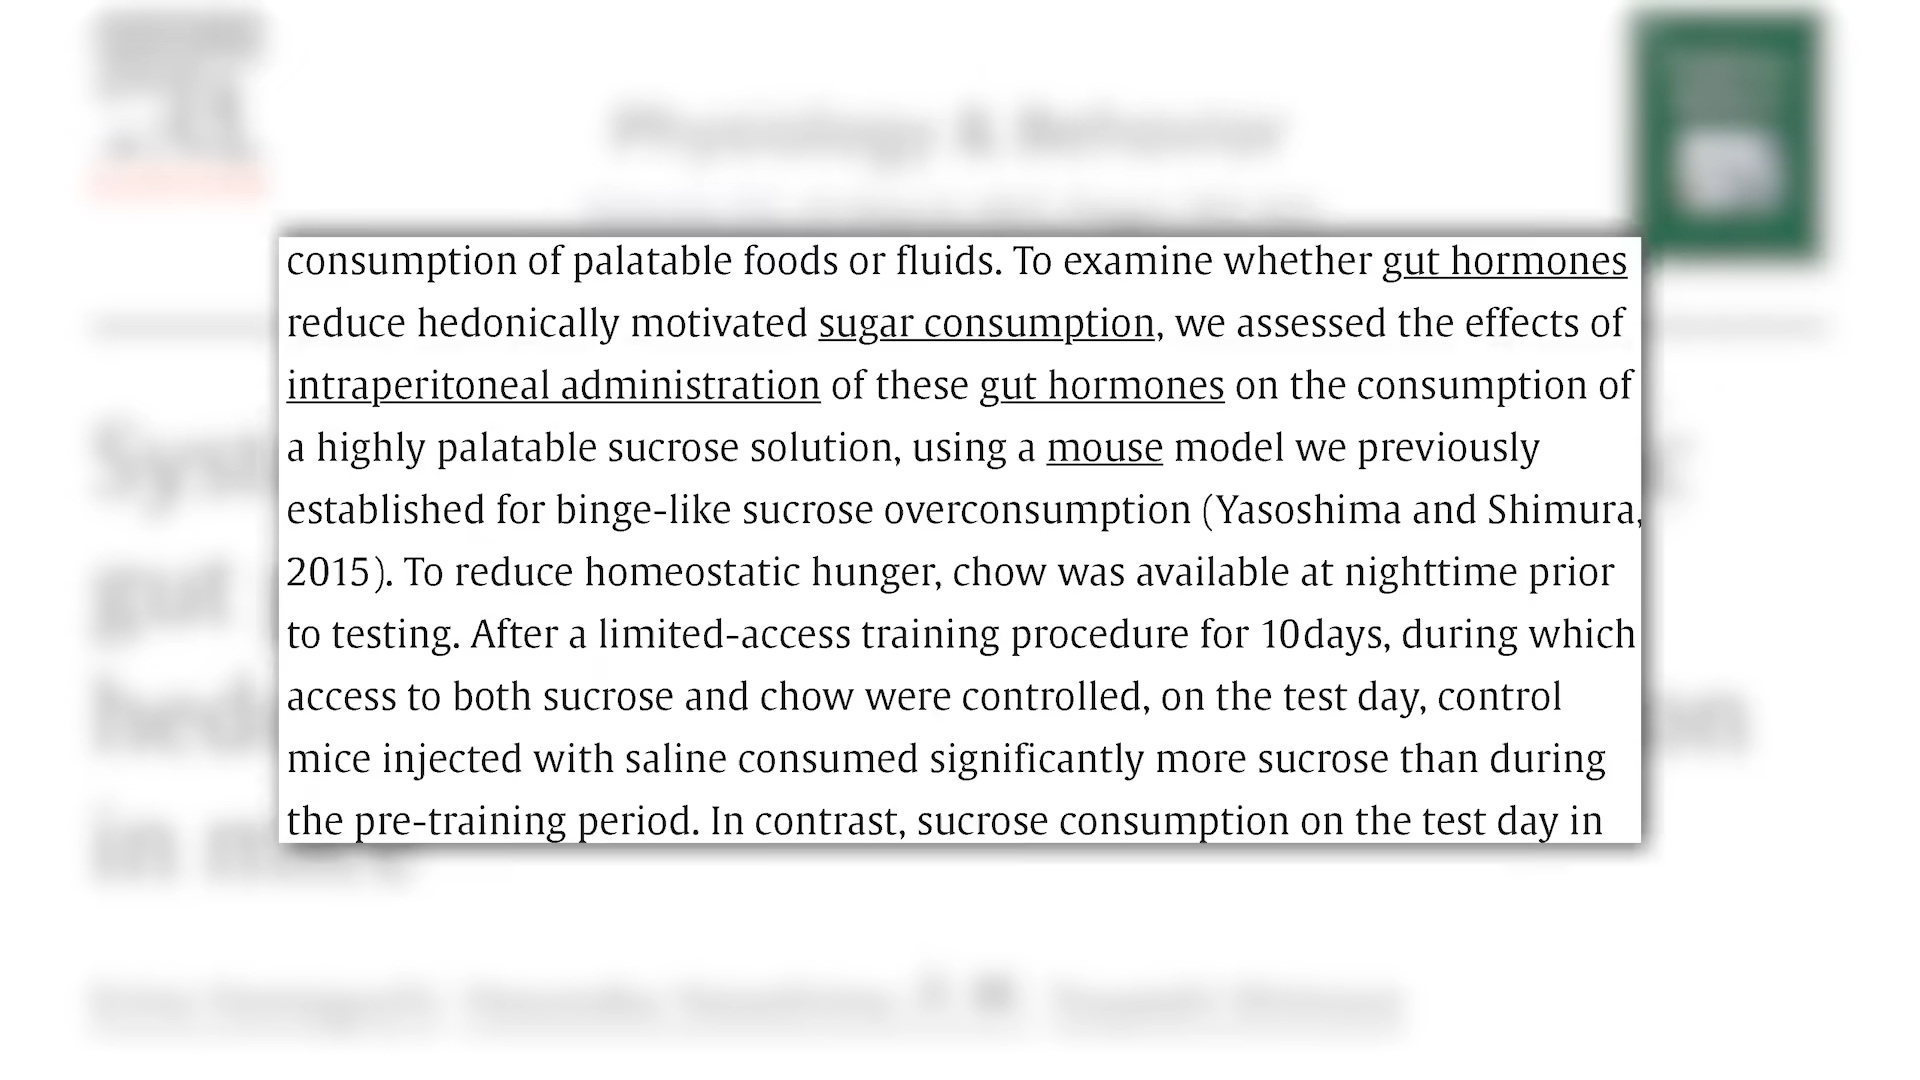 Physiology & Behavior
consumption of palatable foods or fluids. To examine whether gut hormones
reduce hedonically motivated sugar consumption, we assessed the effects of
intraperitoneal administration of these gut hormones on the consumption of
a highly palatable sucrose solution, using a mouse model we previously
established for binge-like sucrose overconsumption (Yasoshima and Shimura,
2015). To reduce homeostatic hunger, chow was available at nighttime prior
to testing. After a limited-access training procedure for 10days, during which
access to both sucrose and chow were controlled, on the test day, control
mice injected with saline consumed significantly more sucrose than during
the pre-training period. In contrast, sucrose consumption on the test day in